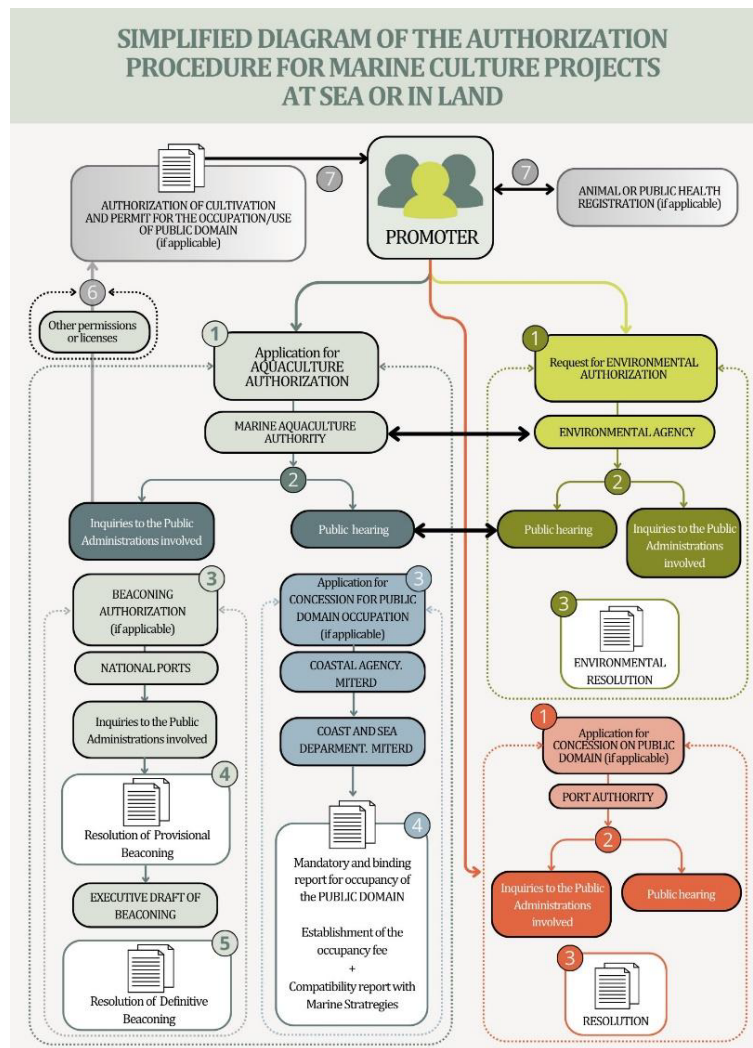 SIMPLIFIED DIAGRAM OF THE AUTHORIZATION
PROCEDURE FOR MARINE CULTURE PROJECTS
AT SEA OR IN LAND
7
AUTHORIZATION OF CULTIVATION
AND PERMIT FOR THE OCCUPATION/USE
OF PUBLIC DOMAIN
(if applicable)
PROMOTER
7
ANIMAL OR PUBLIC HEALTH
REGISTRATION (if applicable)
6
Other permissions
or licenses
1
Application for
AQUACULTURE
AUTHORIZATION
MARINE AQUACULTURE
AUTHORITY
2
Inquiries to the Public
Administrations involved
Public hearing
1
Request for ENVIRONMENTAL
AUTHORIZATION
ENVIRONMENTAL AGENCY
2
Public hearing
Inquiries to the Public
Administrations
involved
3
ENVIRONMENTAL
RESOLUTION
3
BEACONING
AUTHORIZATION
(if applicable)
NATIONAL PORTS
Inquiries to the Public
Administrations involved
4
Resolution of Provisional
Beaconing
EXECUTIVE DRAFT OF
BEACONING
5
Resolution of Definitive
Beaconing
3
Application for
CONCESSION FOR PUBLIC
DOMAIN OCCUPATION
(if applicable)
COASTAL AGENCY.
MITERD
COAST AND SEA
DEPARMENT. MITERD
4
Mandatory and binding
report for occupancy of
the PUBLIC DOMAIN
Establishment of the
occupancy fee
+
Compatibility report with
Marine Stratregies
1
Application for
CONCESSION ON PUBLIC
DOMAIN (if applicable)
PORT AUTHORITY
2
Inquiries to the Public
Administrations
involved
Public hearing
3
RESOLUTION